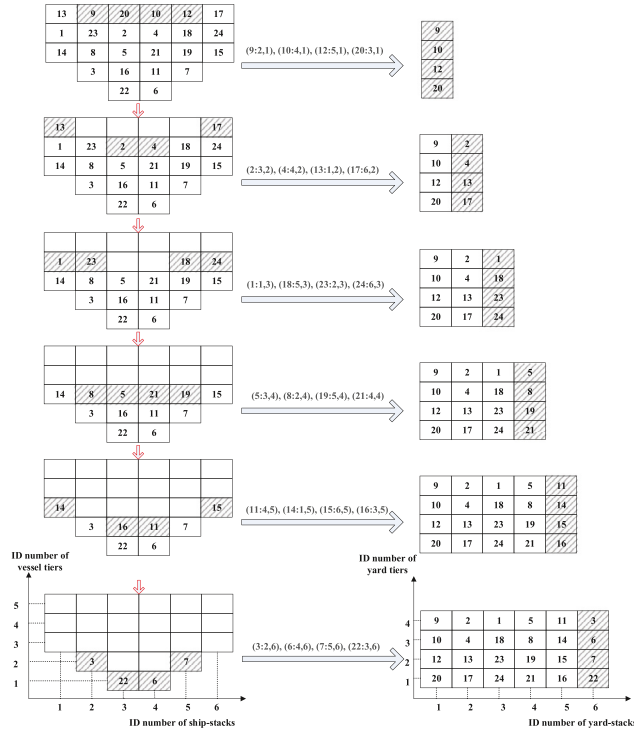 13 9 20 10 12 17
1 23 2 4 18 24
14 8 5 21 19 15
3 16 11 7
22 6
(9:2,1), (10:4,1), (12:5,1), (20:3,1)
9
10
12
20
13 17
1 23 2 4 18 24
14 8 5 21 19 15
3 16 11 7
22 6
(2:3,2), (4:4,2), (13:1,2), (17:6,2)
9 2
10 4
12 13
20 17
1 23 18 24
14 8 5 21 19 15
3 16 11 7
22 6
(1:1,3), (18:5,3), (23:2,3), (24:6,3)
9 2 1
10 4 18
12 13 23
20 17 24
14 8 5 21 19 15
3 16 11 7
22 6
(5:3,4), (8:2,4), (19:5,4), (21:4,4)
9 2 1 5
10 4 18 8
12 13 23 19
20 17 24 21
14 15
3 16 11 7
22 6
(11:4,5), (14:1,5), (15:6,5), (16:3,5)
9 2 1 5 11
10 4 18 8 14
12 13 23 19 15
20 17 24 21 16
ID number of
vessel tiers
5
4
3
2
1
3 7
22 6
1 2 3 4 5 6
ID number of ship-stacks
(3:2,6), (6:4,6), (7:5,6), (22:3,6)
ID number of
yard tiers
4
3
2
1
9 2 1 5 11 3
10 4 18 8 14 6
12 13 23 19 15 7
20 17 24 21 16 22
1 2 3 4 5 6
ID number of yard-stacks